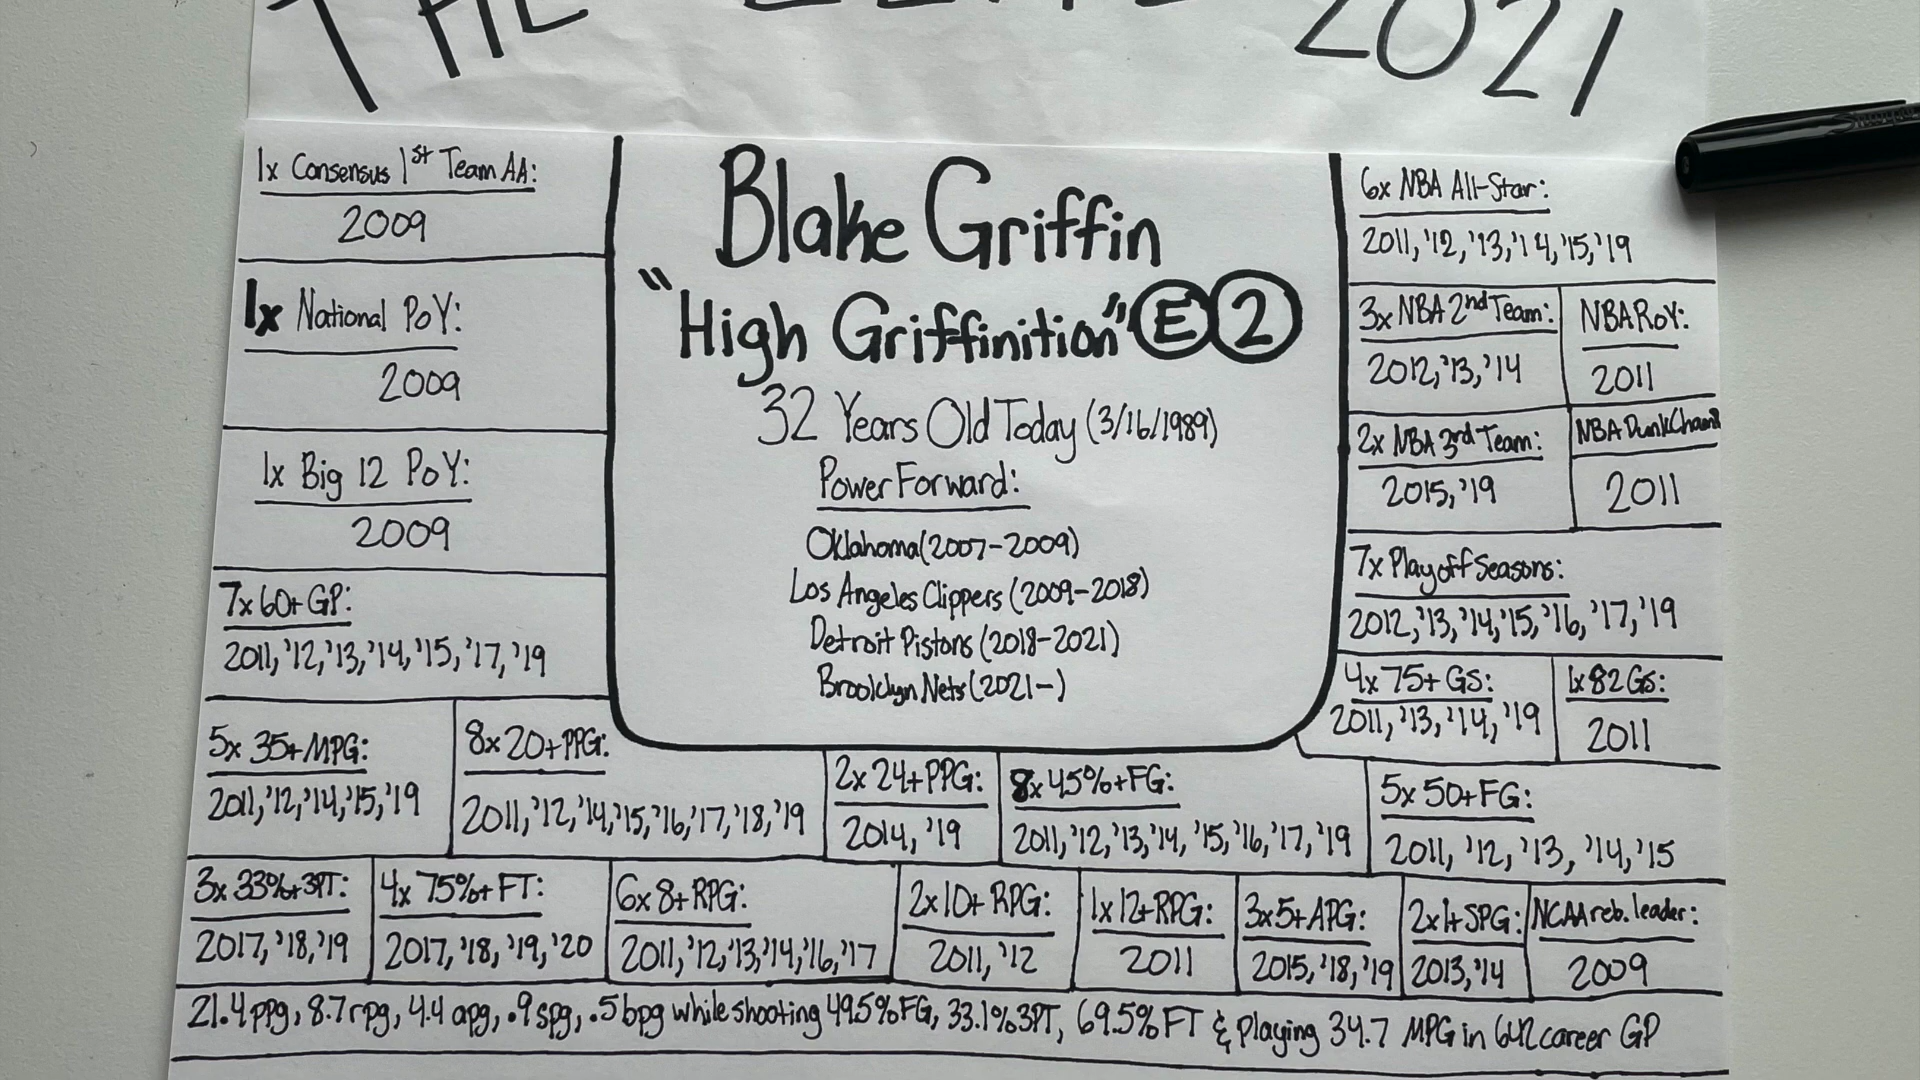 THE
2021
1x Consensus 1st Team AA:
2009
1x National PoY:
2009
1x Big 12 PoY:
2009
7x 60+ GP:
2011, '12, '13, '14, '15, '17, '19
Blake Griffin
"High Griffinition" E 2
32 Years Old Today (3/16/1989)
Power Forward:
Oklahoma (2007-2009)
Los Angeles Clippers (2009-2018)
Detroit Pistons (2018-2021)
Brooklyn Nets (2021-)
6x NBA All-Star:
2011, '12, '13, '14, '15, '19
3x NBA 2nd Team:
2012, '13, '14
NBA RoY:
2011
2x NBA 3rd Team:
2015, '19
NBA Dunk Champ
2011
7x Playoff Seasons:
2012, '13, '14, '15, '16, '17, '19
4x 75+ GS:
2011, '13, '14, '19
1x 82 GS:
2011
5x 35+ MPG:
2011, '12, '14, '15, '19
8x 20+ PPG:
2011, '12, '14, '15, '16, '17, '18, '19
2x 24+ PPG:
2014, '19
8x 45%+ FG:
2011, '12, '13, '14, '15, '16, '17, '19
5x 50+ FG:
2011, '12, '13, '14, '15
3x 33%+ 3PT:
2017, '18, '19
4x 75%+ FT:
2017, '18, '19, '20
6x 8+ RPG:
2011, '12, '13, '14, '16, '17
2x 10+ RPG:
2011, '12
1x 12+ RPG:
2011
3x 5+ APG:
2015, '18, '19
2x 1+ SPG:
2013, '14
NCAA reb. leader:
2009
21.4 ppg, 8.7 rpg, 4.4 apg, .9 spg, .5 bpg while shooting 49.5% FG, 33.1% 3PT, 69.5% FT & Playing 34.7 MPG in 642 career GP